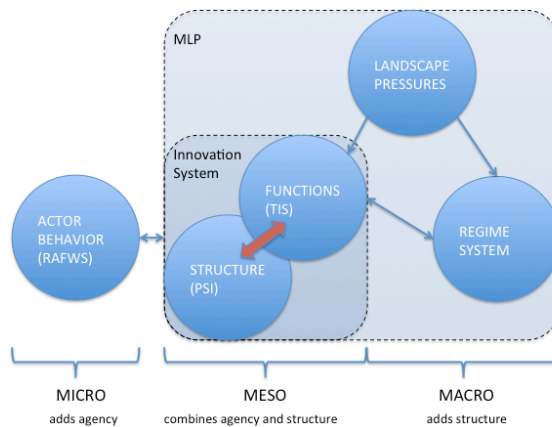 MLP
LANDSCAPE
PRESSURES
Innovation
System
FUNCTIONS
(TIS)
ACTOR
BEHAVIOR
(RAFWS)
REGIME
SYSTEM
STRUCTURE
(PSI)
MICRO
adds agency
MESO
combines agency and structure
MACRO
adds structure